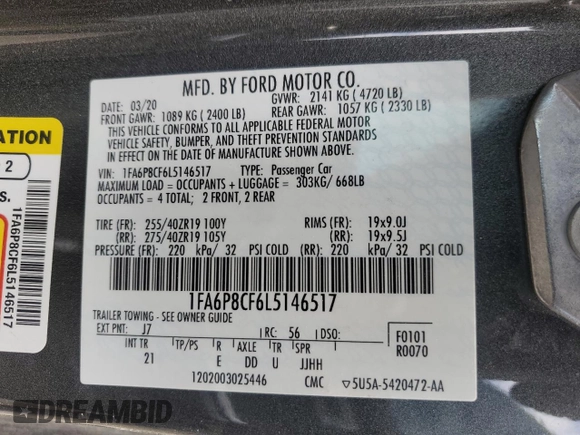 MFD. BY FORD MOTOR CO.
DATE: 03/20 GVWR: 2141 KG ( 4720 LB)
FRONT GAWR: 1089 KG ( 2400 LB) REAR GAWR: 1057 KG ( 2330 LB)
THIS VEHICLE CONFORMS TO ALL APPLICABLE FEDERAL MOTOR
VEHICLE SAFETY, BUMPER, AND THEFT PREVENTION STANDARDS
IN EFFECT ON THE DATE OF MANUFACTURE SHOWN ABOVE.
VIN: 1FA6P8CF6L5146517 TYPE: Passenger Car
MAXIMUM LOAD = OCCUPANTS + LUGGAGE = 303KG/ 668LB
OCCUPANTS = 4 TOTAL; 2 FRONT, 2 REAR
TIRE (FR): 255/40ZR19 100Y RIMS (FR): 19x9.0J
(RR): 275/40ZR19 105Y (RR): 19x9.5J
PRESSURE (FR): 220 kPa/ 32 PSI COLD (RR): 220 kPa/ 32 PSI COLD
1FA6P8CF6L5146517
TRAILER TOWING - SEE OWNER GUIDE
EXT PNT: J7 RC: 56 DSO: F0101
R0070
INT TR TP/PS R AXLE TR SPR
21 E DD U JJHH
1202003025446 CMC 5U5A-5420472-AA
ATION
2
S.
1FA6P8CF6L5146517
DREAMBID